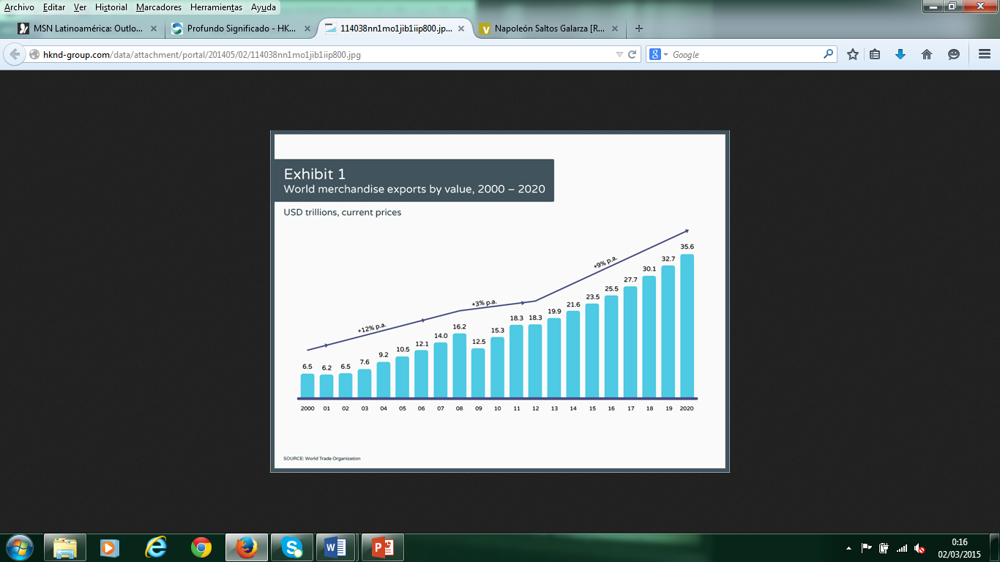 Archivo Editar Ver Historial Marcadores Herramientas Ayuda
MSN Latinoamérica: Outlo... Profundo Significado - HK... 114038nn1mo1jib1iip800.jp... Napoleón Saltos Galarza [R...
hknd-group.com/data/attachment/portal/201405/02/114038nn1mo1jib1iip800.jpg Google
Exhibit 1
World merchandise exports by value, 2000 – 2020
USD trillions, current prices
+12% p.a. +3% p.a. +9% p.a.
6.5 6.2 6.5 7.6 9.2 10.5 12.1 14.0 16.2 12.5 15.3 18.3 18.3 19.9 21.6 23.5 25.5 27.7 30.1 32.7 35.6
2000 01 02 03 04 05 06 07 08 09 10 11 12 13 14 15 16 17 18 19 2020
SOURCE: World Trade Organization
0:16
02/03/2015